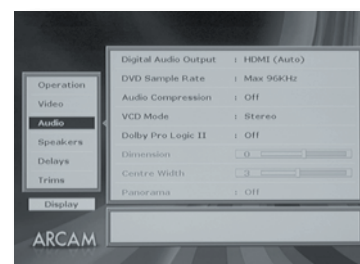 Digital Audio Output : HDMI (Auto)
DVD Sample Rate : Max 96KHz
Audio Compression : Off
VCD Mode : Stereo
Dolby Pro Logic II : Off
Dimension : 0
Centre Width : 3
Panorama : Off
Operation
Video
Audio
Speakers
Delays
Trims
Display
ARCAM